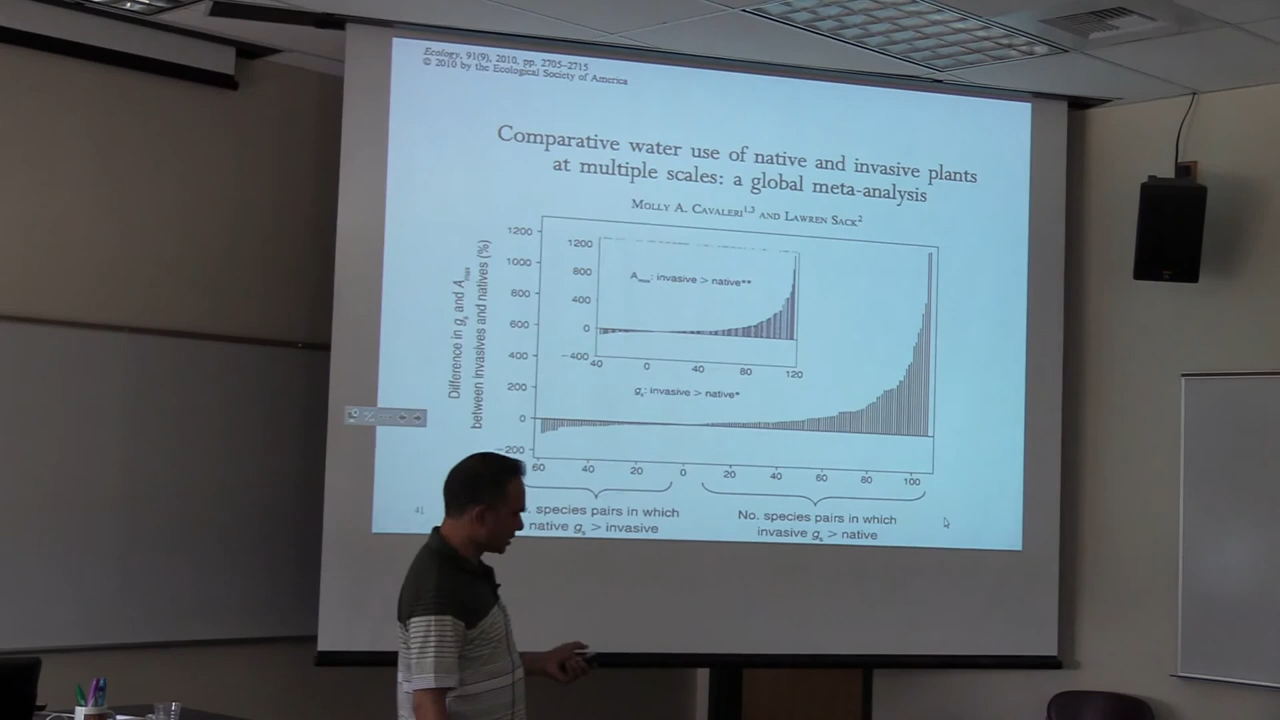 Ecology, 91(9), 2010, pp. 2705–2715
© 2010 by the Ecological Society of America
Comparative water use of native and invasive plants
at multiple scales: a global meta-analysis
MOLLY A. CAVALERI1,3 AND LAWREN SACK2
Difference in gs and Amax
between invasives and natives (%)
1200
1000
800
600
400
200
0
−200
1200
800
400
0
−400
Amax: invasive > native**
40 0 40 80 120
gs: invasive > native*
60 40 20 0 20 40 60 80 100
. species pairs in which
native gs > invasive
No. species pairs in which
invasive gs > native
41